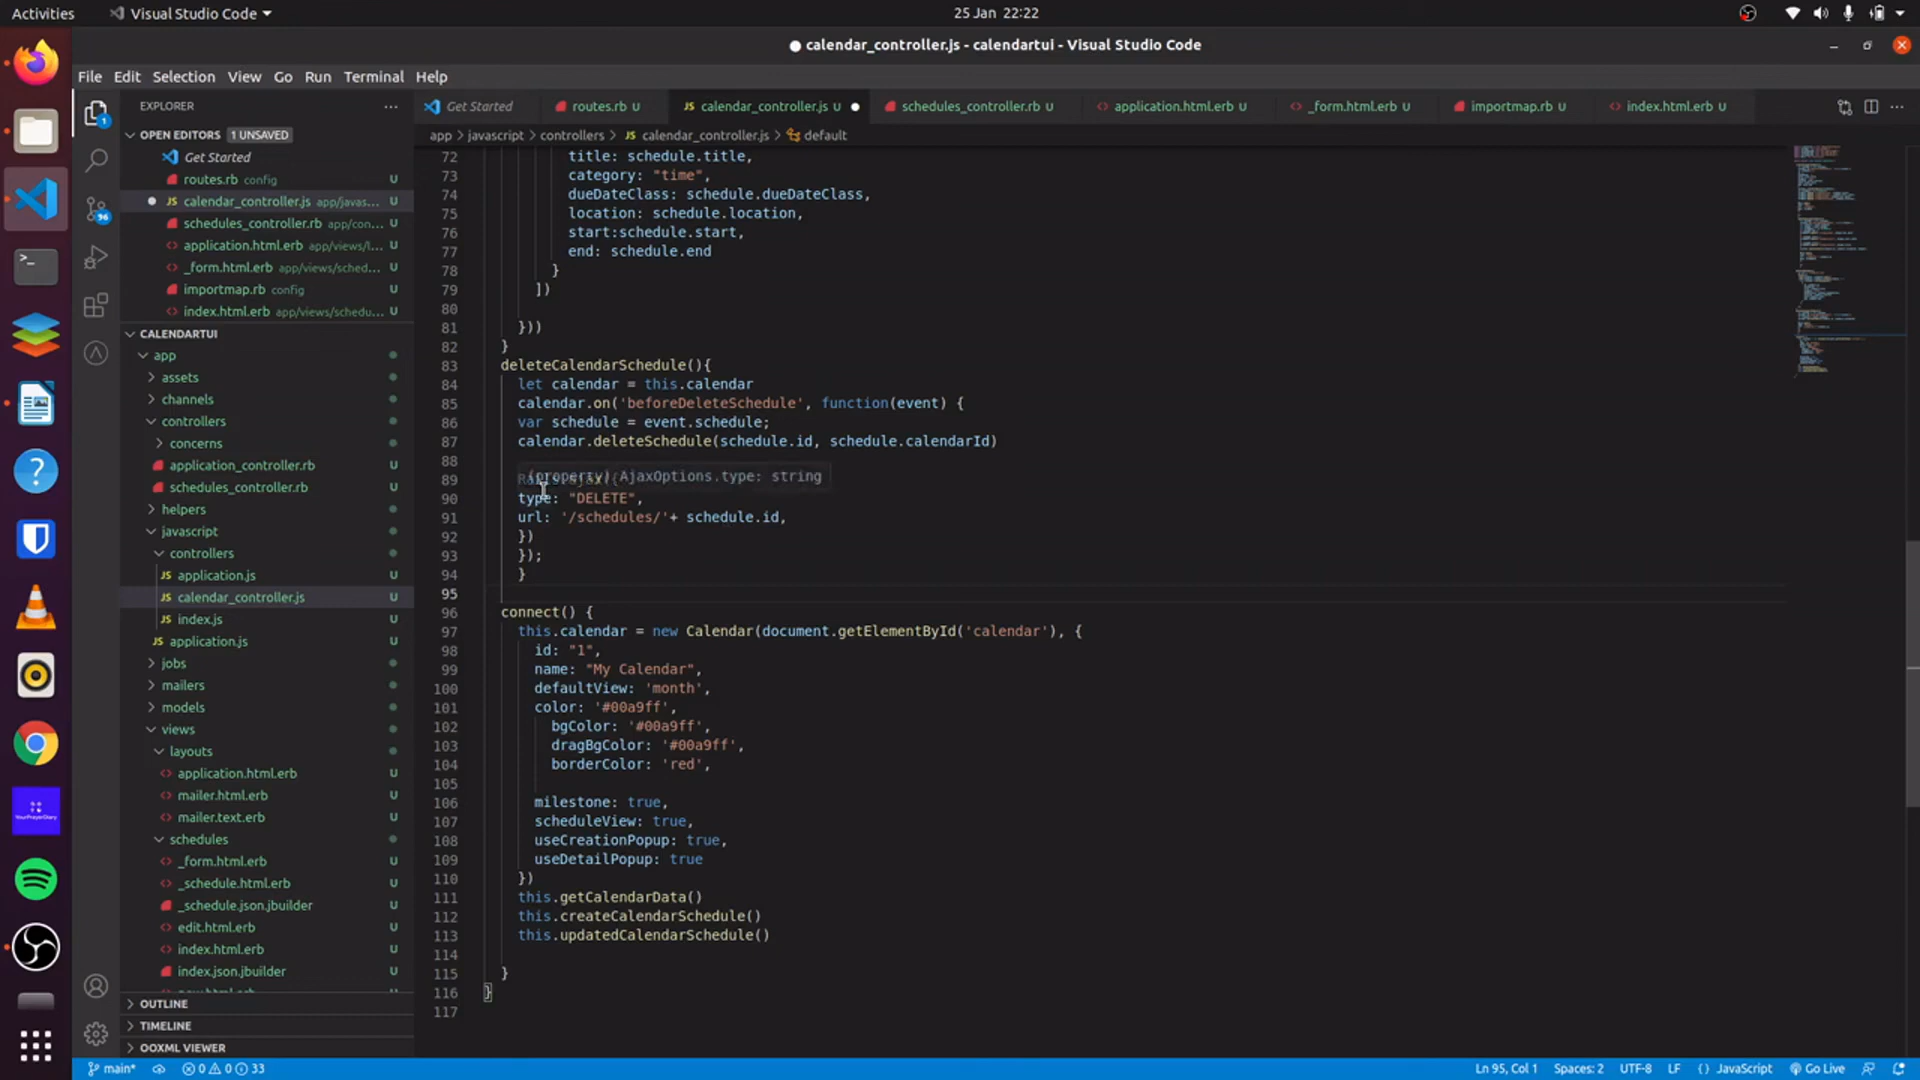 Activities
Visual Studio Code
25 Jan 22:22
calendar_controller.js - calendartui - Visual Studio Code
File Edit Selection View Go Run Terminal Help
EXPLORER
Get Started
routes.rb U
calendar_controller.js U
schedules_controller.rb U
application.html.erb U
_form.html.erb U
importmap.rb U
index.html.erb U
app > javascript > controllers > JS calendar_controller.js > default
OPEN EDITORS 1 UNSAVED
Get Started
routes.rb config U
JS calendar_controller.js app/javas... U
schedules_controller.rb app/con... U
application.html.erb app/views/l... U
_form.html.erb app/views/sched... U
importmap.rb config U
index.html.erb app/views/schedu... U
CALENDARTUI
app
assets
channels
controllers
concerns
application_controller.rb U
schedules_controller.rb U
helpers
javascript
controllers
JS application.js U
JS calendar_controller.js U
JS index.js U
JS application.js U
jobs
mailers
models
views
layouts
application.html.erb U
mailer.html.erb U
mailer.text.erb U
schedules
_form.html.erb U
_schedule.html.erb U
_schedule.json.jbuilder U
edit.html.erb U
index.html.erb U
index.json.jbuilder U
OUTLINE
TIMELINE
OOXML VIEWER
72 title: schedule.title,
73 category: "time",
74 dueDateClass: schedule.dueDateClass,
75 location: schedule.location,
76 start:schedule.start,
77 end: schedule.end
78 }
79 ])
80
81 }))
82 }
83 deleteCalendarSchedule(){
84 let calendar = this.calendar
85 calendar.on('beforeDeleteSchedule', function(event) {
86 var schedule = event.schedule;
87 calendar.deleteSchedule(schedule.id, schedule.calendarId)
88
89 (property) AjaxOptions.type: string
90 type: "DELETE",
91 url: '/schedules/'+ schedule.id,
92 })
93 });
94 }
95
96 connect() {
97 this.calendar = new Calendar(document.getElementById('calendar'), {
98 id: "1",
99 name: "My Calendar",
100 defaultView: 'month',
101 color: '#00a9ff',
102 bgColor: '#00a9ff',
103 dragBgColor: '#00a9ff',
104 borderColor: 'red',
105
106 milestone: true,
107 scheduleView: true,
108 useCreationPopup: true,
109 useDetailPopup: true
110 })
111 this.getCalendarData()
112 this.createCalendarSchedule()
113 this.updatedCalendarSchedule()
114
115 }
116 }
117
main* 0 0 33
Ln 95, Col 1 Spaces: 2 UTF-8 LF {} JavaScript Go Live